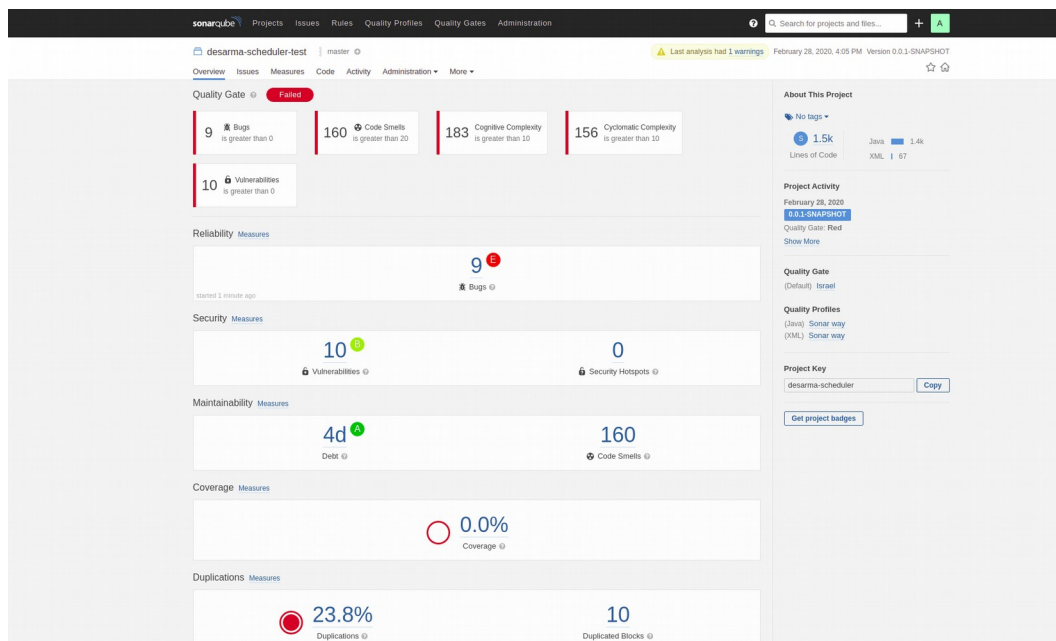 sonarqube Projects Issues Rules Quality Profiles Quality Gates Administration Search for projects and files... + A
desarma-scheduler-test master Last analysis had 1 warnings February 28, 2020, 4:05 PM Version 0.0.1-SNAPSHOT
Overview Issues Measures Code Activity Administration More
Quality Gate Failed
9 Bugs
is greater than 0
160 Code Smells
is greater than 20
183 Cognitive Complexity
is greater than 10
156 Cyclomatic Complexity
is greater than 10
10 Vulnerabilities
is greater than 0
Reliability Measures
9 E
Bugs
started 1 minute ago
Security Measures
10 B
Vulnerabilities
0
Security Hotspots
Maintainability Measures
4d A
Debt
160
Code Smells
Coverage Measures
0.0%
Coverage
Duplications Measures
23.8%
Duplications
10
Duplicated Blocks
About This Project
No tags
S 1.5k
Lines of Code
Java 1.4k
XML 67
Project Activity
February 28, 2020
0.0.1-SNAPSHOT
Quality Gate: Red
Show More
Quality Gate
(Default) Israel
Quality Profiles
(Java) Sonar way
(XML) Sonar way
Project Key
desarma-scheduler Copy
Get project badges